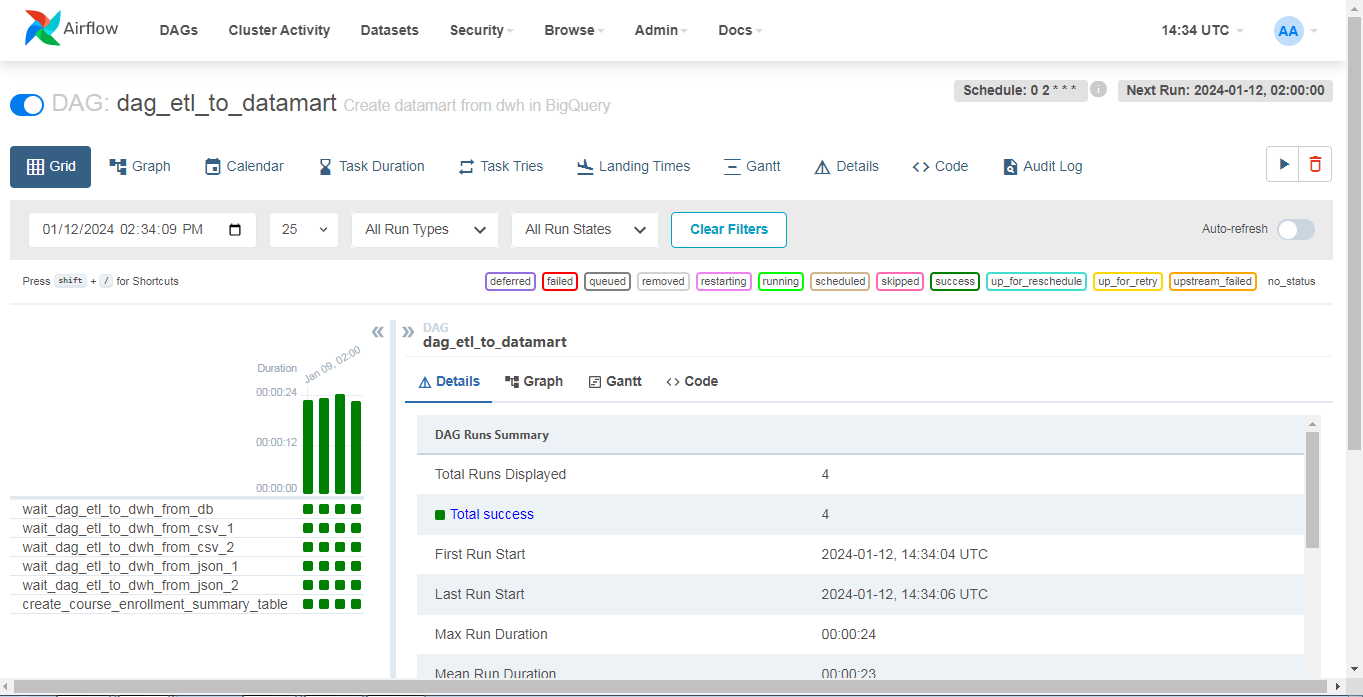 Airflow DAGs Cluster Activity Datasets Security Browse Admin Docs 14:34 UTC AA
DAG: dag_etl_to_datamart Create datamart from dwh in BigQuery Schedule: 0 2 * * * i Next Run: 2024-01-12, 02:00:00
Grid Graph Calendar Task Duration Task Tries Landing Times Gantt Details Code Audit Log
01/12/2024 02:34:09 PM 25 All Run Types All Run States Clear Filters Auto-refresh
Press shift + / for Shortcuts deferred failed queued removed restarting running scheduled skipped success up_for_reschedule up_for_retry upstream_failed no_status
DAG
dag_etl_to_datamart
Duration Jan 09, 02:00
00:00:24
00:00:12
00:00:00
wait_dag_etl_to_dwh_from_db
wait_dag_etl_to_dwh_from_csv_1
wait_dag_etl_to_dwh_from_csv_2
wait_dag_etl_to_dwh_from_json_1
wait_dag_etl_to_dwh_from_json_2
create_course_enrollment_summary_table
Details Graph Gantt Code
DAG Runs Summary
Total Runs Displayed 4
Total success 4
First Run Start 2024-01-12, 14:34:04 UTC
Last Run Start 2024-01-12, 14:34:06 UTC
Max Run Duration 00:00:24
Mean Run Duration 00:00:23